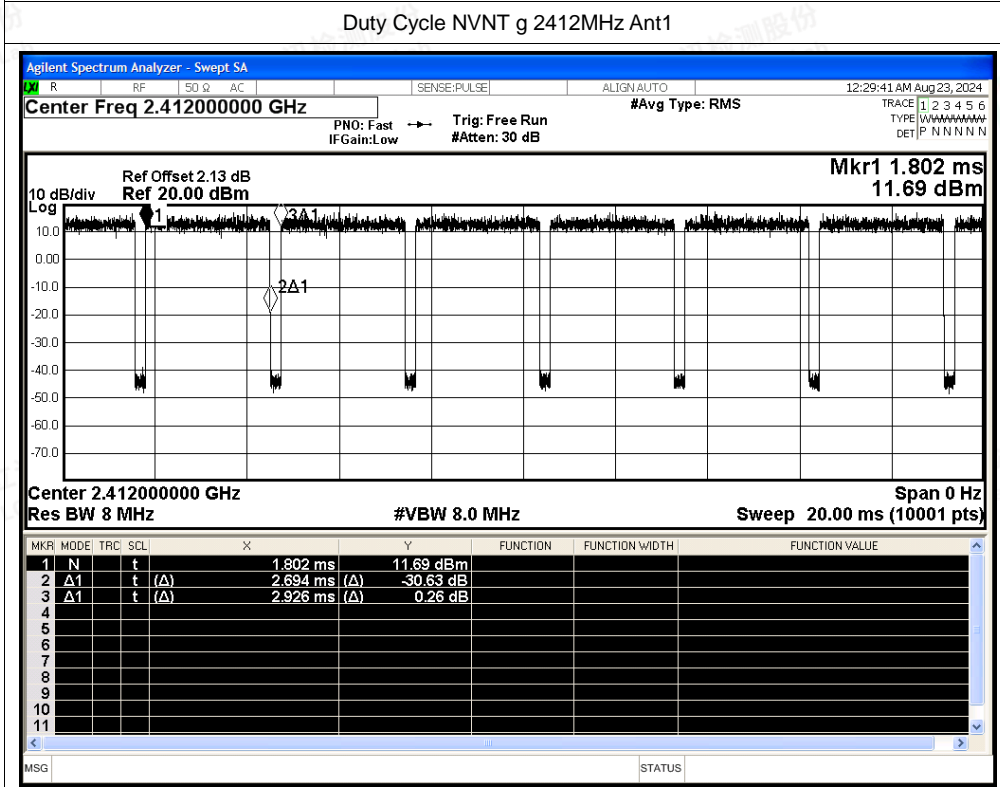 Duty Cycle NVNT g 2412MHz Ant1
Agilent Spectrum Analyzer - Swept SA
LXI R RF 50 Ω AC SENSE:PULSE ALIGN AUTO 12:29:41 AM Aug 23, 2024
Center Freq 2.412000000 GHz #Avg Type: RMS TRACE 1 2 3 4 5 6
PNO: Fast Trig: Free Run TYPE WWWWWW
IFGain:Low #Atten: 30 dB DET P N N N N N
Mkr1 1.802 ms
Ref Offset 2.13 dB
10 dB/div Ref 20.00 dBm 11.69 dBm
Log
1 3Δ1
10.0
0.00
-10.0 2Δ1
-20.0
-30.0
-40.0
-50.0
-60.0
-70.0
Center 2.412000000 GHz Span 0 Hz
Res BW 8 MHz #VBW 8.0 MHz Sweep 20.00 ms (10001 pts)
MKR MODE TRC SCL X Y FUNCTION FUNCTION WIDTH FUNCTION VALUE
1 N t 1.802 ms 11.69 dBm
2 Δ1 t (Δ) 2.694 ms (Δ) -30.63 dB
3 Δ1 t (Δ) 2.926 ms (Δ) 0.26 dB
4
5
6
7
8
9
10
11
MSG STATUS